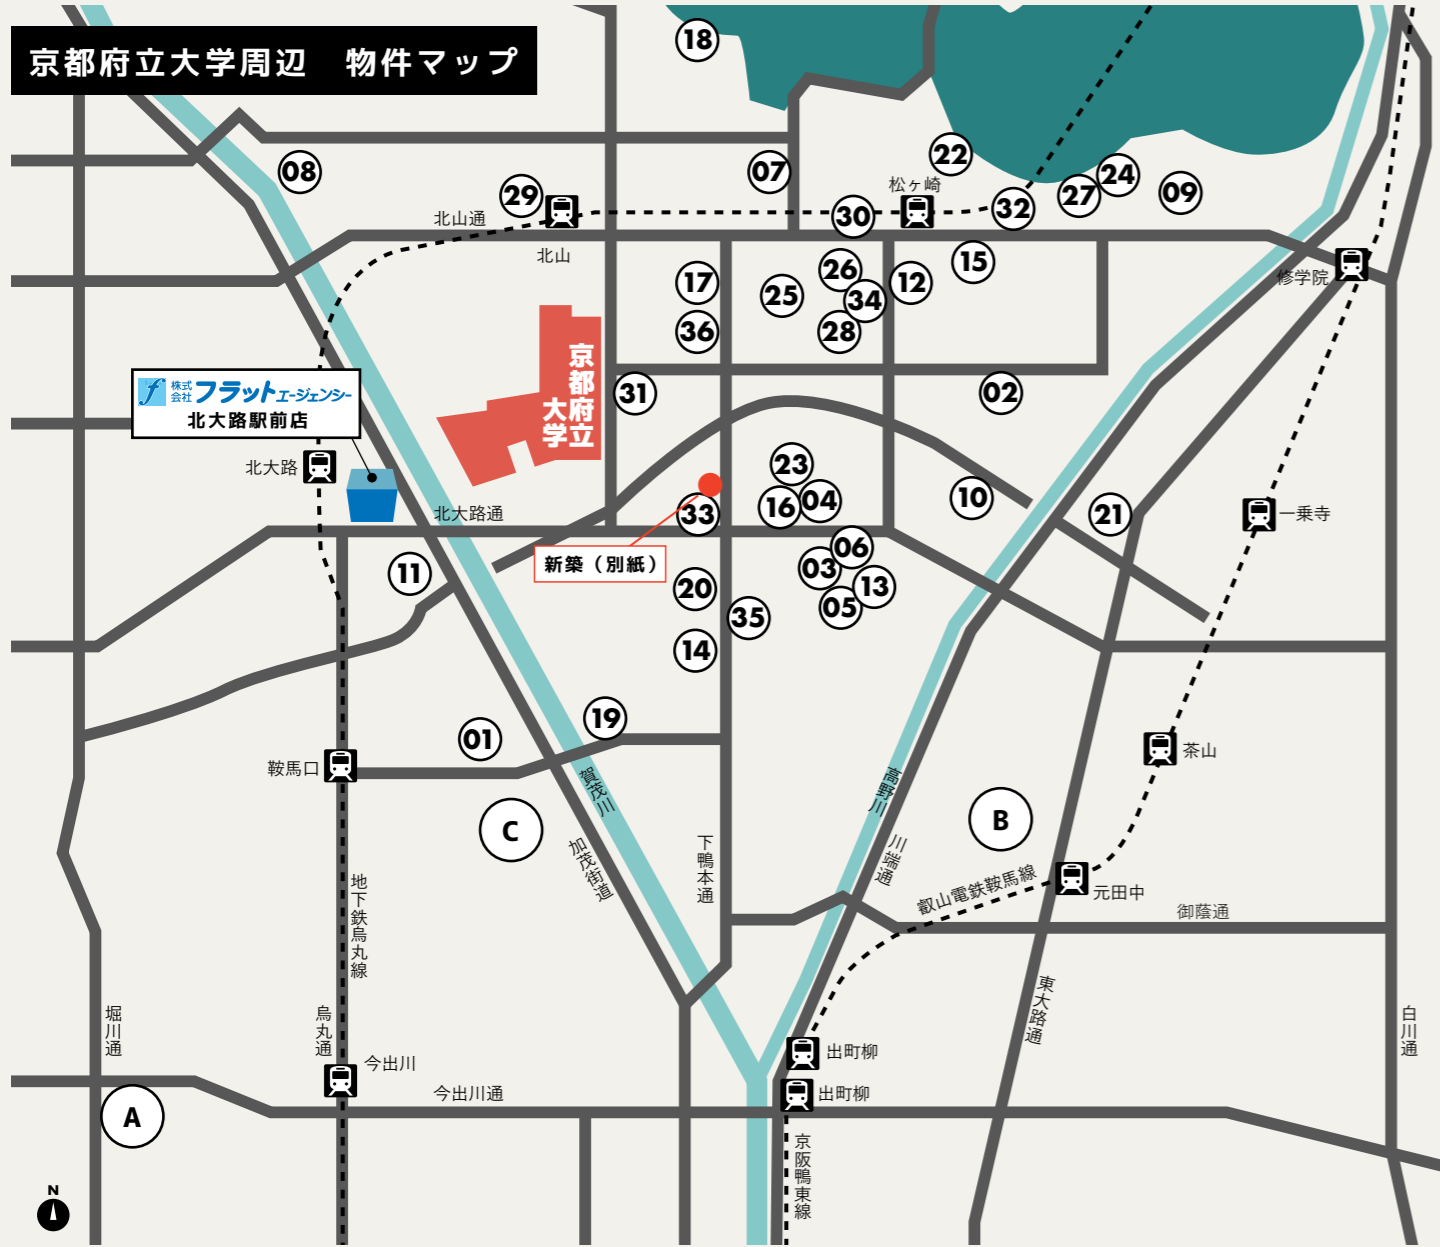 京都府立大学周辺　物件マップ
18
08
29
07
22
松ヶ崎
24
27
09
北山通
30
32
北山
修学院
17
25
26
34
12
15
36
28
京都府立
大学
31
02
株式
会社
フラットエージェンシー
北大路駅前店
北大路
北大路通
23
16
04
33
10
21
一乗寺
新築（別紙）
11
20
06
03
13
05
35
14
01
19
鞍馬口
賀茂川
高野川
茶山
C
B
加茂街道
下鴨本通
川端通
叡山電鉄鞍馬線
元田中
御蔭通
地下鉄烏丸線
堀川通
烏丸通
今出川
東大路通
白川通
出町柳
出町柳
今出川通
A
京阪鴨東線
N